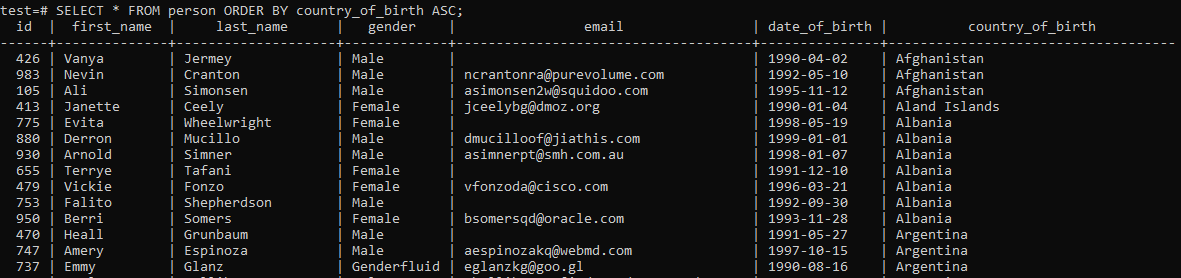 test=# SELECT * FROM person ORDER BY country_of_birth ASC;
id | first_name | last_name | gender | email | date_of_birth | country_of_birth
426 | Vanya | Jermey | Male | | 1990-04-02 | Afghanistan
983 | Nevin | Cranton | Male | ncrantonra@purevolume.com | 1992-05-10 | Afghanistan
105 | Ali | Simonsen | Male | asimonsen2w@squidoo.com | 1995-11-12 | Afghanistan
413 | Janette | Ceely | Female | jceelybg@dmoz.org | 1990-01-04 | Aland Islands
775 | Evita | Wheelwright | Female | | 1998-05-19 | Albania
880 | Derron | Mucillo | Male | dmucilloof@jiathis.com | 1999-01-01 | Albania
930 | Arnold | Simner | Male | asimnerpt@smh.com.au | 1998-01-07 | Albania
655 | Terrye | Tafani | Female | | 1991-12-10 | Albania
479 | Vickie | Fonzo | Female | vfonzoda@cisco.com | 1996-03-21 | Albania
753 | Falito | Shepherdson | Male | | 1992-09-30 | Albania
950 | Berri | Somers | Female | bsomersqd@oracle.com | 1993-11-28 | Albania
470 | Heall | Grunbaum | Male | | 1991-05-27 | Argentina
747 | Amery | Espinoza | Male | aespinozakq@webmd.com | 1997-10-15 | Argentina
737 | Emmy | Glanz | Genderfluid | eglanzkg@goo.gl | 1990-08-16 | Argentina